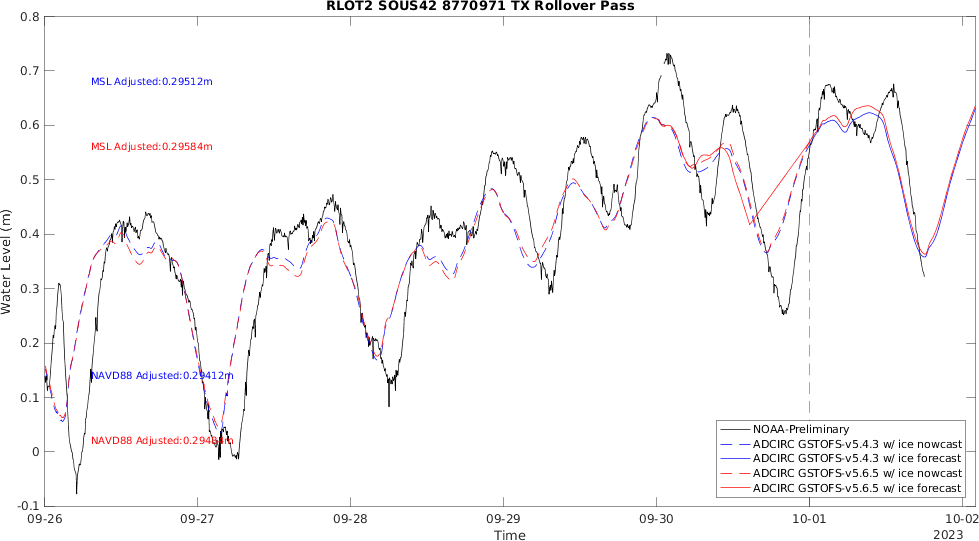 RLOT2 SOUS42 8770971 TX Rollover Pass
0.8
0.7
0.6
0.5
0.4
0.3
0.2
0.1
0
-0.1
Water Level (m)
MSL Adjusted:0.29512m
MSL Adjusted:0.29584m
NAVD88 Adjusted:0.29412m
NAVD88 Adjusted:
NOAA-Preliminary
ADCIRC GSTOFS-v5.4.3 w/ ice nowcast
ADCIRC GSTOFS-v5.4.3 w/ ice forecast
ADCIRC GSTOFS-v5.6.5 w/ ice nowcast
ADCIRC GSTOFS-v5.6.5 w/ ice forecast
09-26 09-27 09-28 09-29 09-30 10-01 10-02
Time
2023